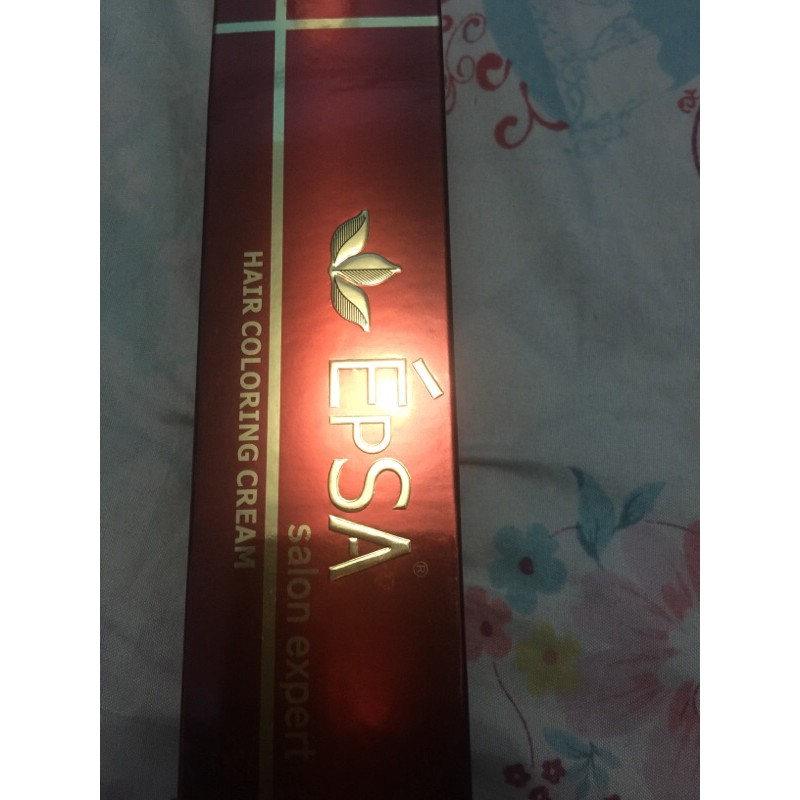 ÉPSA®
salon expert
HAIR COLORING CREAM